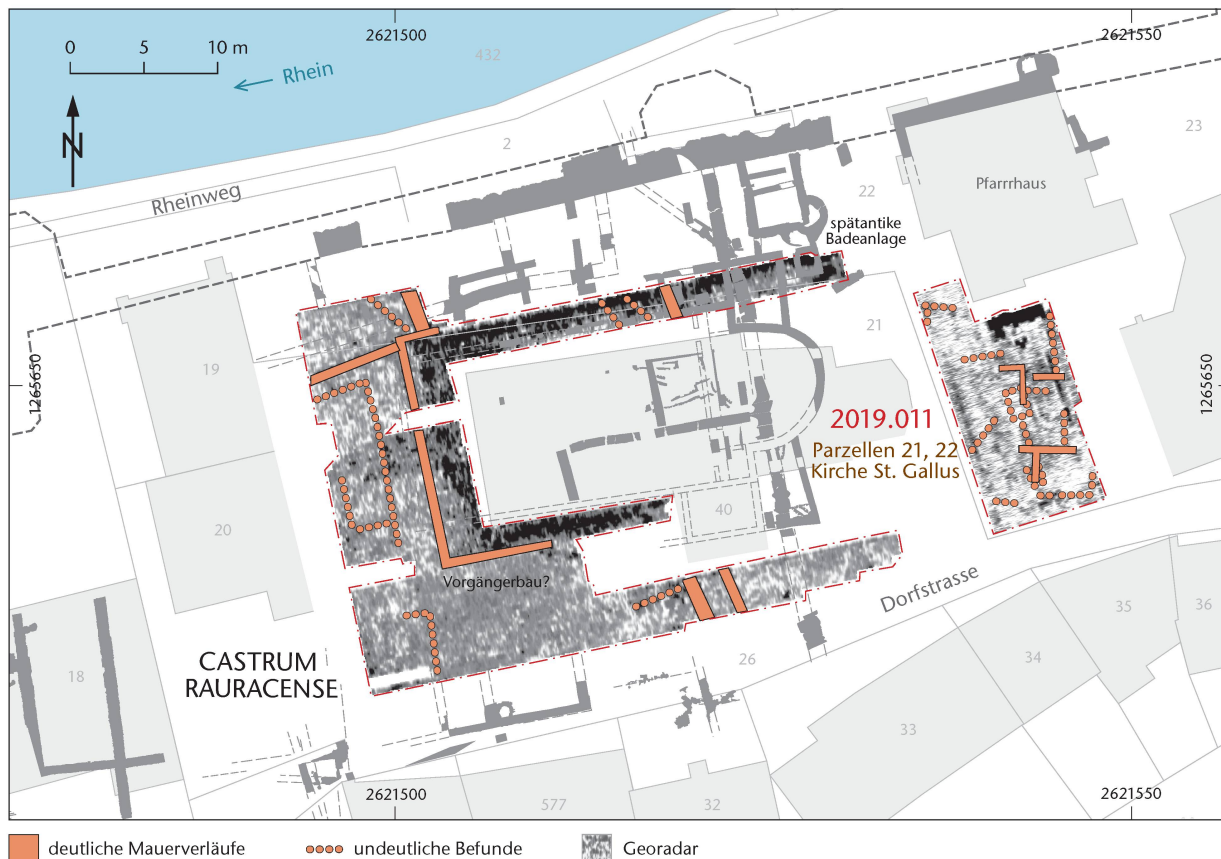 2621500
2621550
0 5 10 m
432
Rhein
N
2
23
Rheinweg
Pfarrrhaus
22
spätantike
Badeanlage
21
19
1265650
1265650
2019.011
Parzellen 21, 22
Kirche St. Gallus
20
40
Vorgängerbau?
Dorfstrasse
35
36
34
26
CASTRUM
RAURACENSE
18
33
2621500
2621550
577
32
deutliche Mauerverläufe
undeutliche Befunde
Georadar